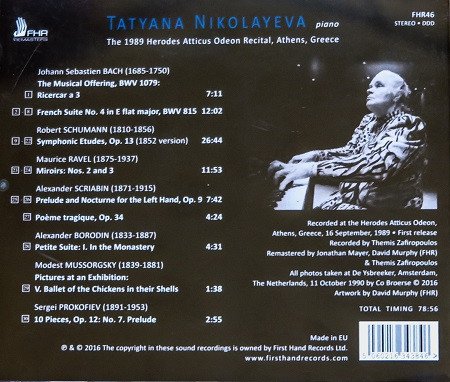 FHR
REMASTERS
TATYANA NIKOLAYEVA piano
The 1989 Herodes Atticus Odeon Recital, Athens, Greece
FHR46
STEREO • DDD
Johann Sebastien BACH (1685-1750)
The Musical Offering, BWV 1079:
1 Ricercar a 3 7:11
French Suite No. 4 in E flat major, BWV 815 12:02
Robert SCHUMANN (1810-1856)
Symphonic Etudes, Op. 13 (1852 version) 26:44
Maurice RAVEL (1875-1937)
Miroirs: Nos. 2 and 3 11:53
Alexander SCRIABIN (1871-1915)
Prelude and Nocturne for the Left Hand, Op. 9 7:42
Poème tragique, Op. 34 4:24
Alexander BORODIN (1833-1887)
Petite Suite: I. In the Monastery 4:31
Modest MUSSORGSKY (1839-1881)
Pictures at an Exhibition:
V. Ballet of the Chickens in their Shells 1:38
Sergei PROKOFIEV (1891-1953)
10 Pieces, Op. 12: No. 7. Prelude 2:55
Recorded at the Herodes Atticus Odeon,
Athens, Greece, 16 September, 1989 • First release
Recorded by Themis Zafiropoulos
Remastered by Jonathan Mayer, David Murphy (FHR)
& Themis Zafiropoulos
All photos taken at De Ysbreeker, Amsterdam,
The Netherlands, 11 October 1990 by Co Broerse © 2016
Artwork by David Murphy (FHR)
TOTAL TIMING 78:56
Made in EU
℗ & © 2016 The copyright in these sound recordings is owned by First Hand Records Ltd.
www.firsthandrecords.com